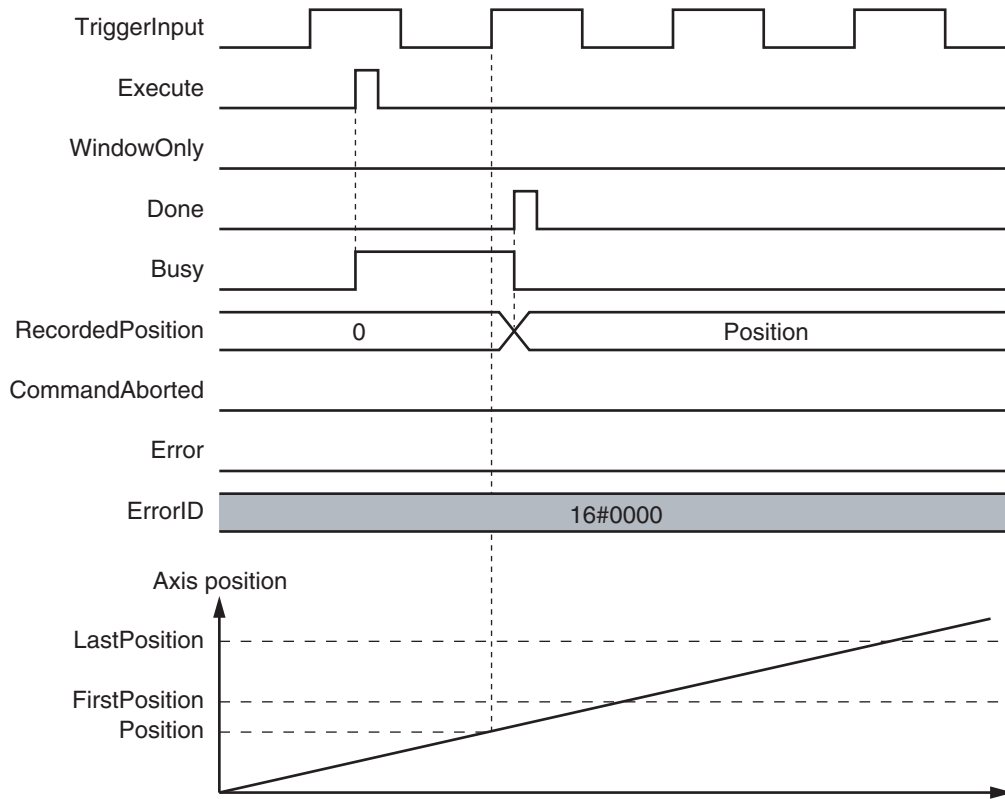 TriggerInput
Execute
WindowOnly
Done
Busy
RecordedPosition
0
Position
CommandAborted
Error
ErrorID
16#0000
Axis position
LastPosition
FirstPosition
Position